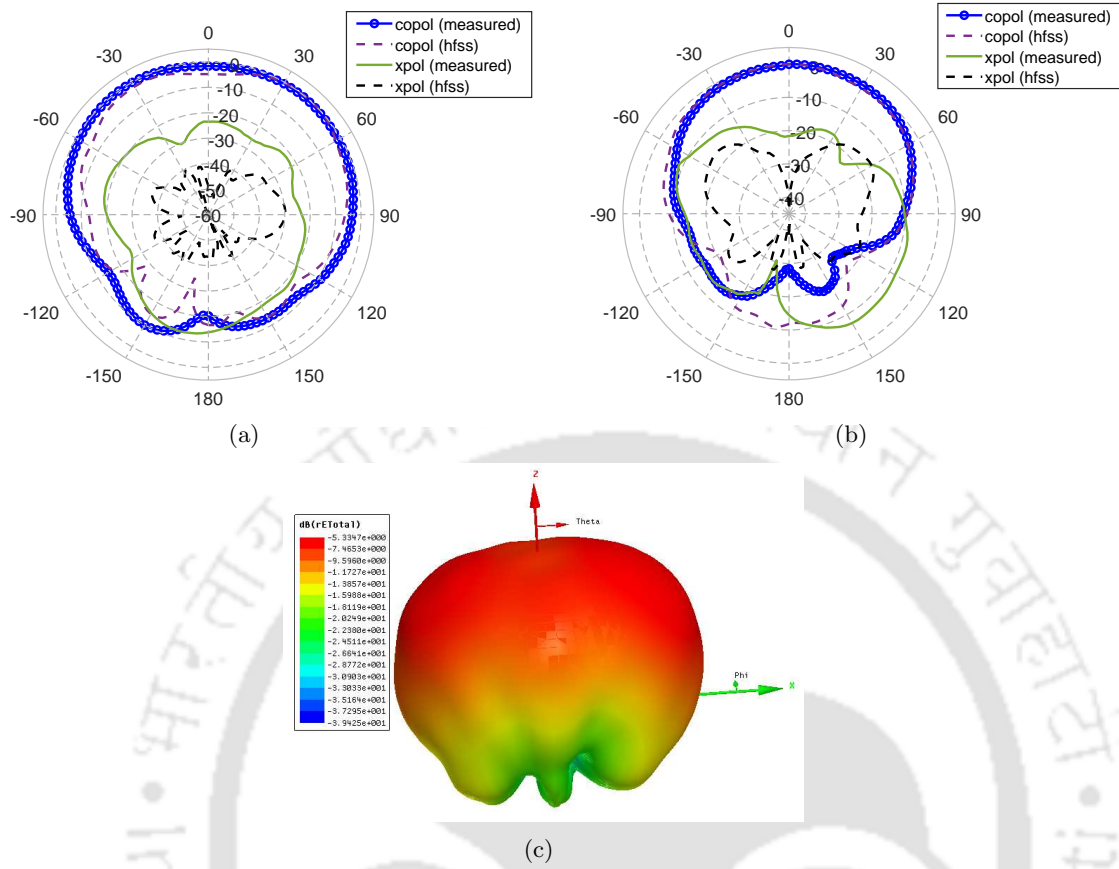 copol (measured)
copol (hfss)
xpol (measured)
xpol (hfss)
0
30
60
90
120
150
180
-150
-120
-90
-60
-30
-10
-20
-30
-40
-50
-60
(a)
copol (measured)
copol (hfss)
xpol (measured)
xpol (hfss)
0
30
60
90
120
150
180
-150
-120
-90
-60
-30
-10
-20
-30
-40
(b)
dB(rETotal)
-5.3347e+000
-7.4653e+000
-9.5960e+000
-1.1727e+001
-1.3857e+001
-1.5988e+001
-1.8119e+001
-2.0249e+001
-2.2380e+001
-2.4511e+001
-2.6641e+001
-2.8772e+001
-3.0903e+001
-3.3033e+001
-3.5164e+001
-3.7295e+001
-3.9425e+001
Z
Theta
Phi
X
(c)